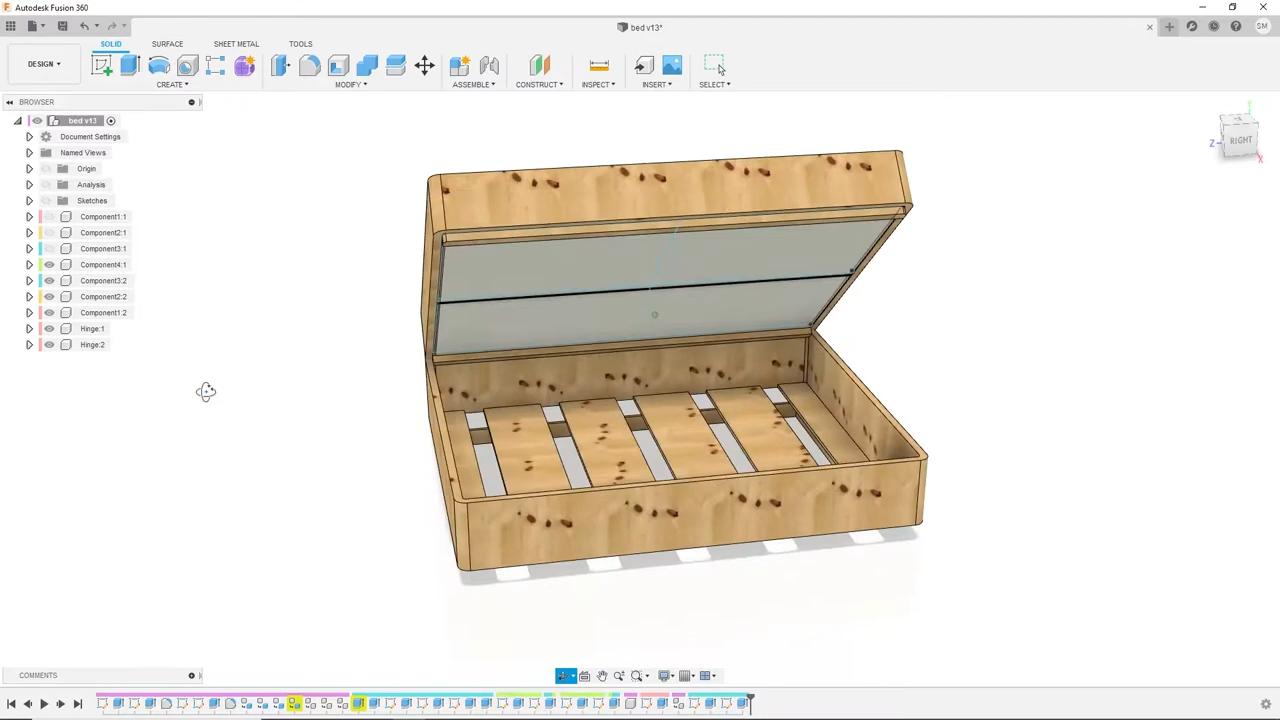 Autodesk Fusion 360
bed v13*
SM
SOLID SURFACE SHEET METAL TOOLS
DESIGN
CREATE MODIFY ASSEMBLE CONSTRUCT INSPECT INSERT SELECT
BROWSER
bed v13
Document Settings
Named Views
Origin
Analysis
Sketches
Component1:1
Component2:1
Component3:1
Component4:1
Component3:2
Component2:2
Component1:2
Hinge:1
Hinge:2
Z RIGHT
X
COMMENTS